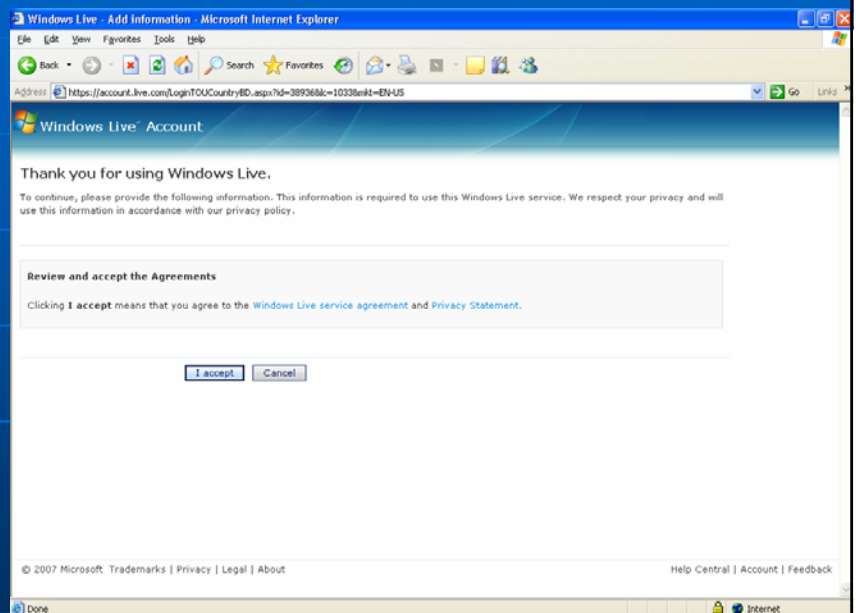 Windows Live - Add Information - Microsoft Internet Explorer
File Edit View Favorites Tools Help
Back Search Favorites
Address https://account.live.com/LoginTOUCountryBD.aspx?id=38936&lc=1033&mkt=EN-US Go Links »
Windows Live™ Account
Thank you for using Windows Live.
To continue, please provide the following information. This information is required to use this Windows Live service. We respect your privacy and will
use this information in accordance with our privacy policy.
Review and accept the Agreements
Clicking I accept means that you agree to the Windows Live service agreement and Privacy Statement.
I accept Cancel
© 2007 Microsoft Trademarks | Privacy | Legal | About Help Central | Account | Feedback
Done Internet